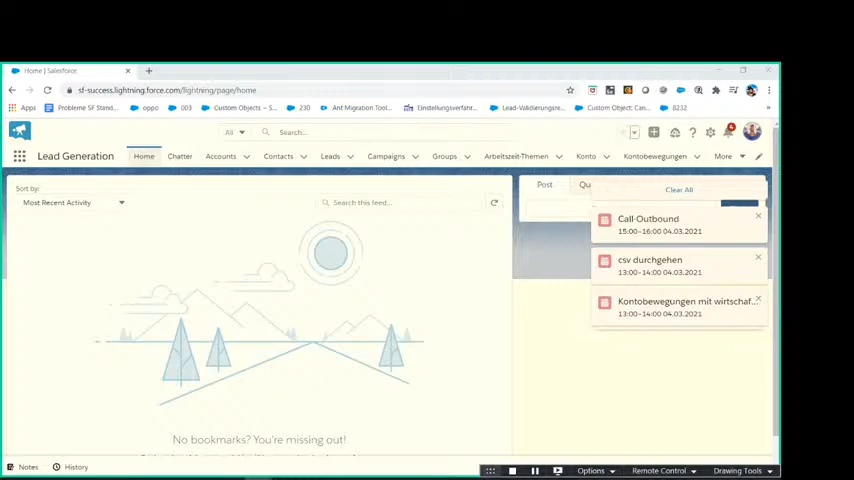 Home | Salesforce
sf-success.lightning.force.com/lightning/page/home
Apps
Probleme SF Stand...
oppo
003
Custom Objects – S...
230
Ant Migration Tool...
Einstellungsverfahr...
Lead-Validierungsre...
Custom Object: Can...
8232
»
All
Search...
4
Lead Generation
Home
Chatter
Accounts
Contacts
Leads
Campaigns
Groups
Arbeitszeit-Themen
Konto
Kontobewegungen
More
Sort by:
Most Recent Activity
Search this feed...
Post
Qu
Clear All
Call-Outbound
15:00–16:00 04.03.2021
csv durchgehen
13:00–14:00 04.03.2021
Kontobewegungen mit wirtschaf...
13:00–14:00 04.03.2021
No bookmarks? You're missing out!
Notes
History
Options
Remote Control
Drawing Tools